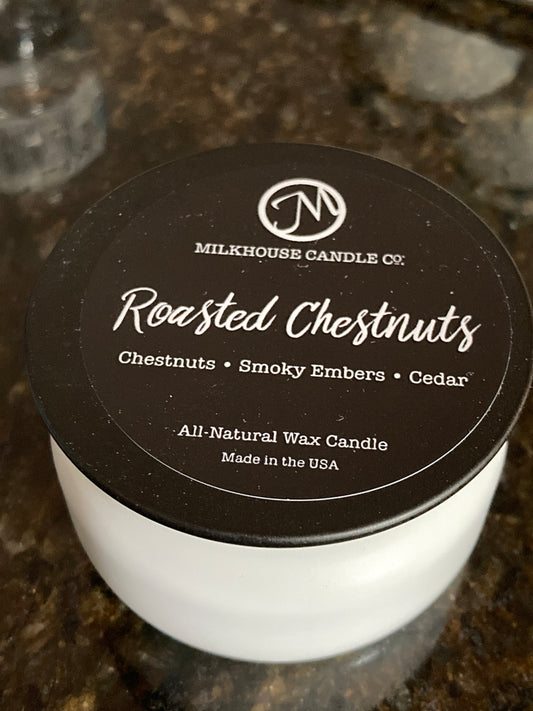 M
MILKHOUSE CANDLE CO.
Roasted Chestnuts
Chestnuts • Smoky Embers • Cedar
All-Natural Wax Candle
Made in the USA